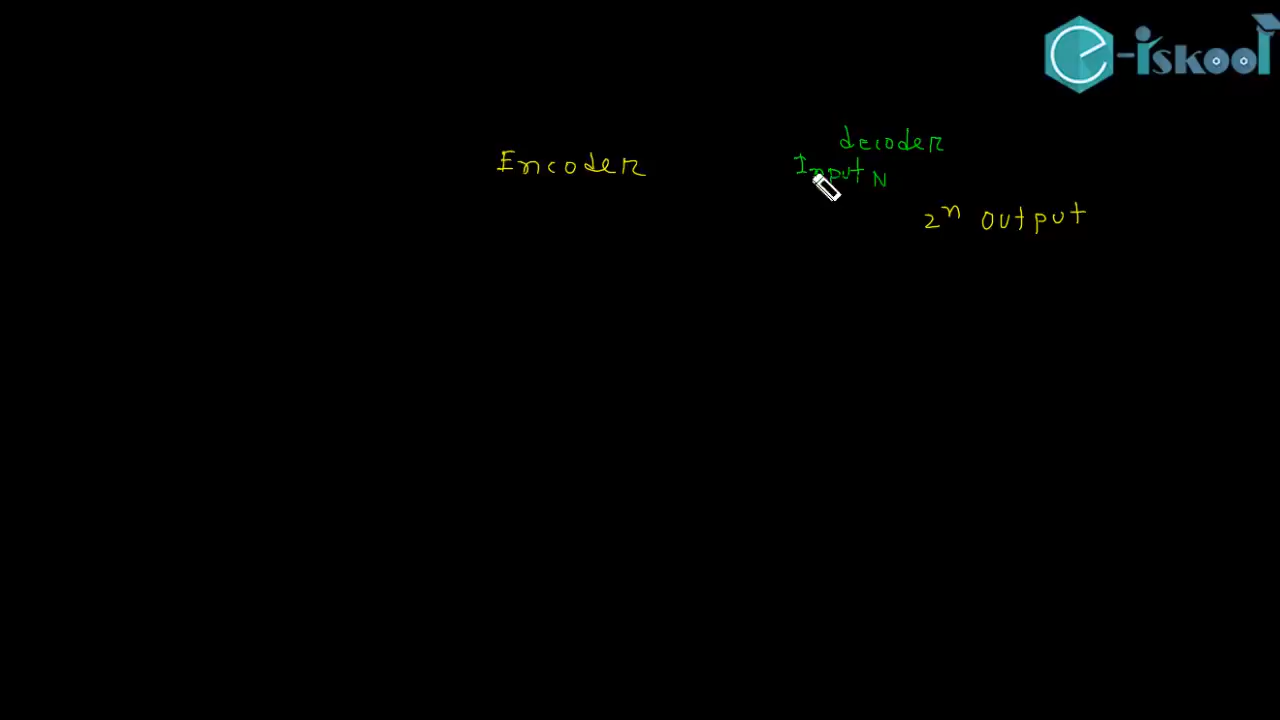 e-iskool
Encoder
decoder
Input N
2ⁿ output